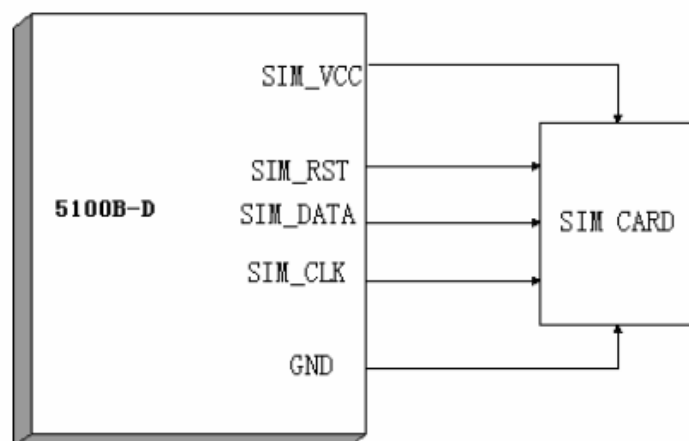 SIM_VCC
SIM_RST
5100B-D
SIM_DATA
SIM CARD
SIM_CLK
GND